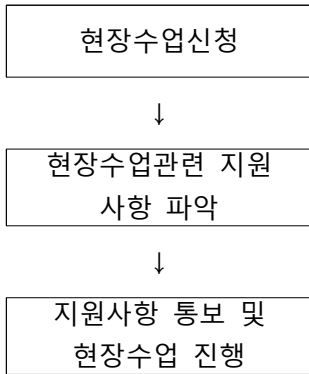 현장수업신청
↓
현장수업관련 지원
사항 파악
↓
지원사항 통보 및
현장수업 진행